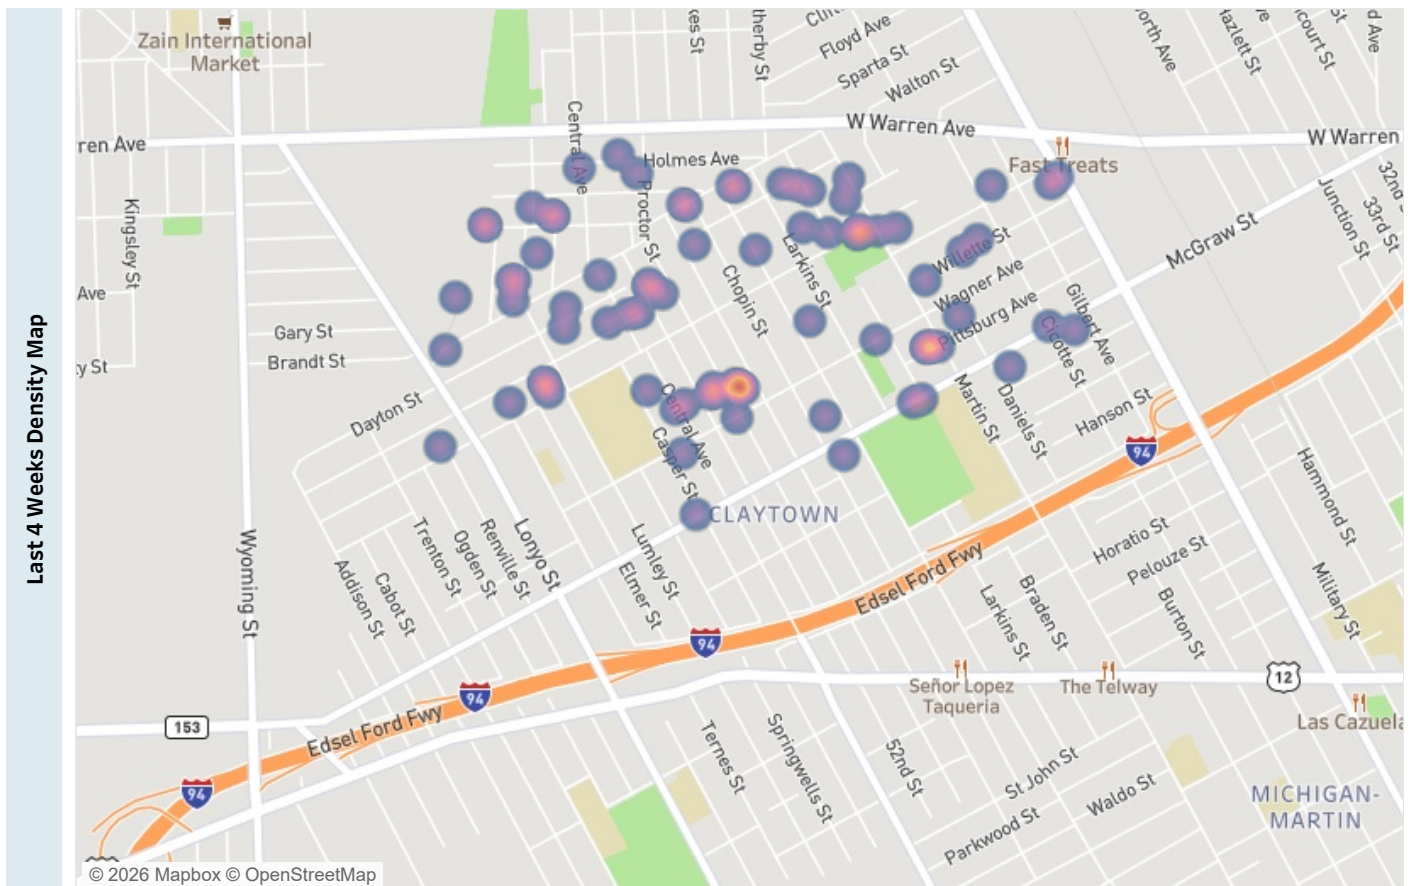 Last 4 Weeks Density Map
Zain International
Market
Floyd Ave
Sparta St
Walton St
W Warren Ave
W Warren
Fast Treats
Central Ave
Holmes Ave
Proctor St
Kingsley St
Ave
Gary St
Brandt St
Chopin St
Larkins St
Willette St
Wagner Ave
Pittsburg Ave
Gilbert Ave
Cicotte St
McGraw St
Junction St
33rd St
32nd
Dayton St
Central Ave
Casper St
Martin St
Daniels St
Hanson St
94
Hammond St
CLAYTOWN
Wyoming St
Trenton St
Ogden St
Renville St
Lonyo St
Lumley St
Elmer St
Addison St
Cabot St
Edsel Ford Fwy
Horatio St
Pelouze St
Larkins St
Braden St
Burton St
Military St
94
Señor Lopez
Taqueria
The Telway
12
94
153
Edsel Ford Fwy
Las Cazuela
Ternes St
Springwells St
52nd St
St John St
Waldo St
Parkwood St
MICHIGAN-
MARTIN
94
© 2026 Mapbox © OpenStreetMap